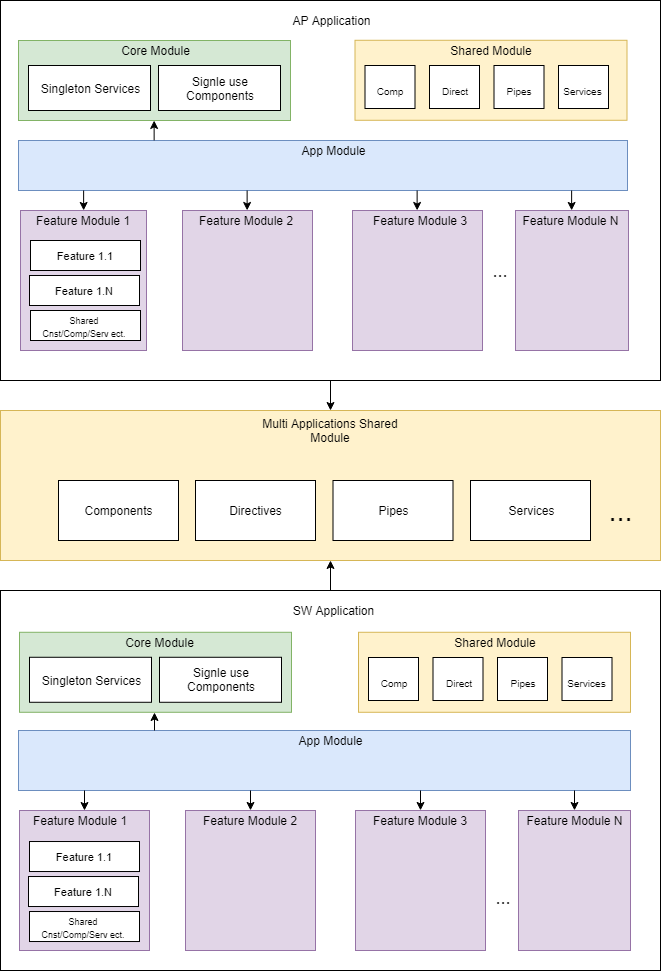 AP Application
Core Module
Shared Module
Singleton Services
Signle use
Components
Comp
Direct
Pipes
Services
App Module
Feature Module 1
Feature Module 2
Feature Module 3
Feature Module N
Feature 1.1
Feature 1.N
Shared
Cnst/Comp/Serv ect.
...
Multi Applications Shared
Module
Components
Directives
Pipes
Services
...
SW Application
Core Module
Shared Module
Singleton Services
Signle use
Components
Comp
Direct
Pipes
Services
App Module
Feature Module 1
Feature Module 2
Feature Module 3
Feature Module N
Feature 1.1
Feature 1.N
Shared
Cnst/Comp/Serv ect.
...